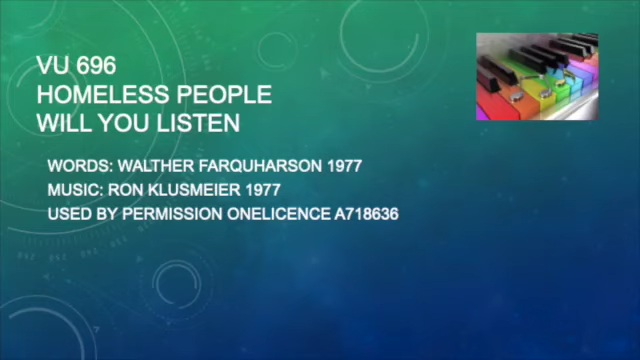 VU 696
HOMELESS PEOPLE
WILL YOU LISTEN
WORDS: WALTHER FARQUHARSON 1977
MUSIC: RON KLUSMEIER 1977
USED BY PERMISSION ONELICENCE A718636